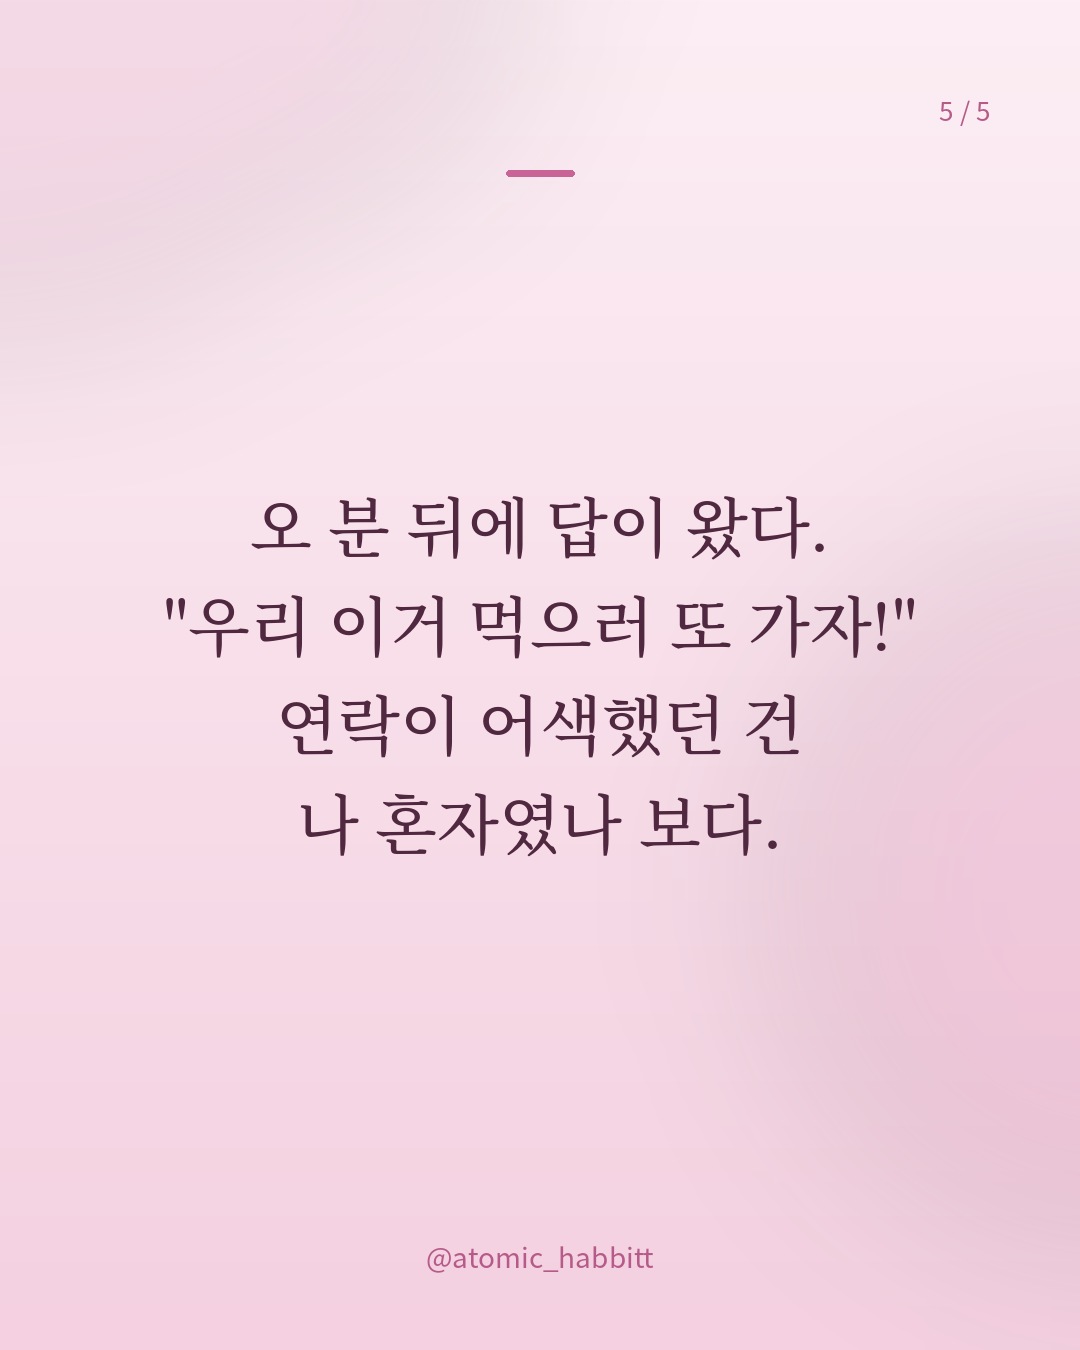 5 / 5
오 분 뒤에 답이 왔다.
"우리 이거 먹으러 또 가자!"
연락이 어색했던 건
나 혼자였나 보다.
@atomic_habbitt